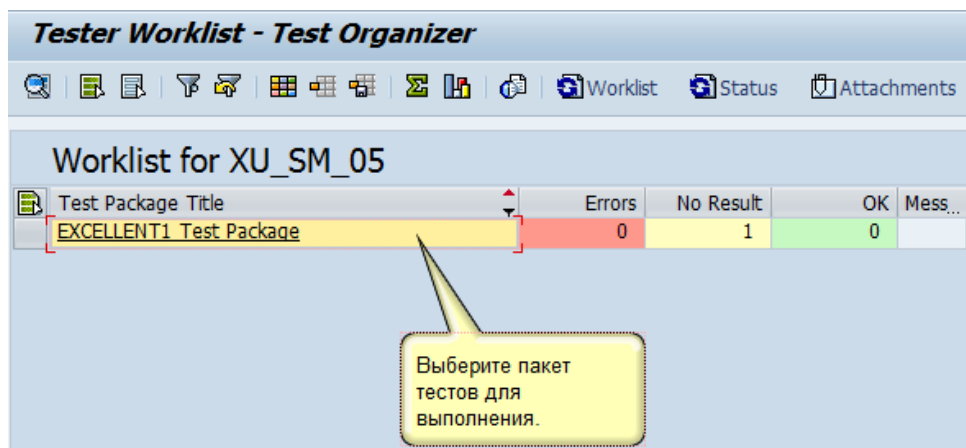 Tester Worklist - Test Organizer
Worklist Status Attachments
Worklist for XU_SM_05
Test Package Title Errors No Result OK Mess...
EXCELLENT1 Test Package 0 1 0
Выберите пакет
тестов для
выполнения.